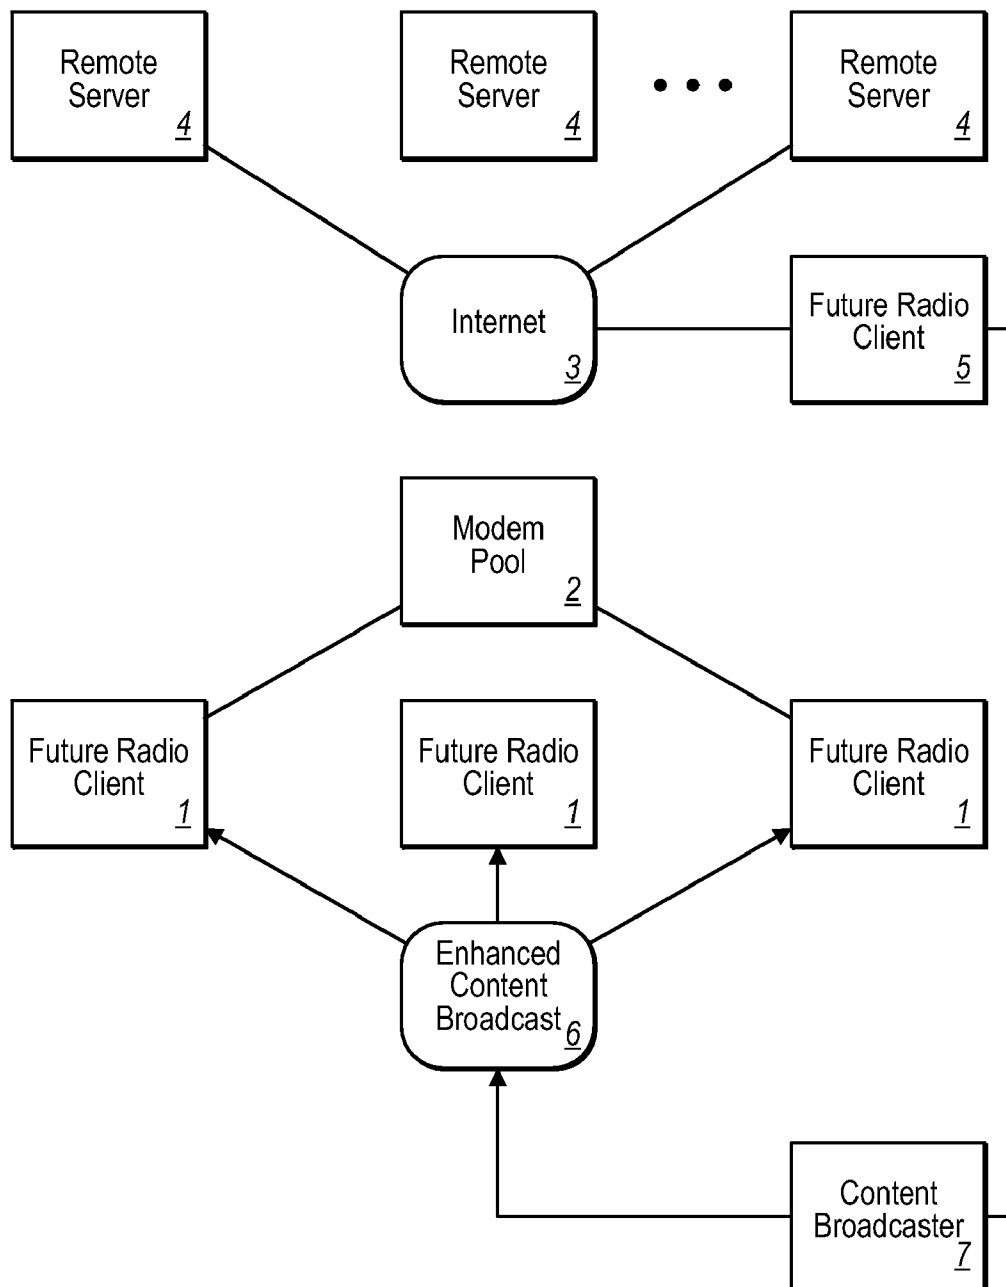 Remote
Server
4
Remote
Server
4
Remote
Server
4
Internet
3
Future Radio
Client
5
Modem
Pool
2
Future Radio
Client
1
Future Radio
Client
1
Future Radio
Client
1
Enhanced
Content
Broadcast
6
Content
Broadcaster
7